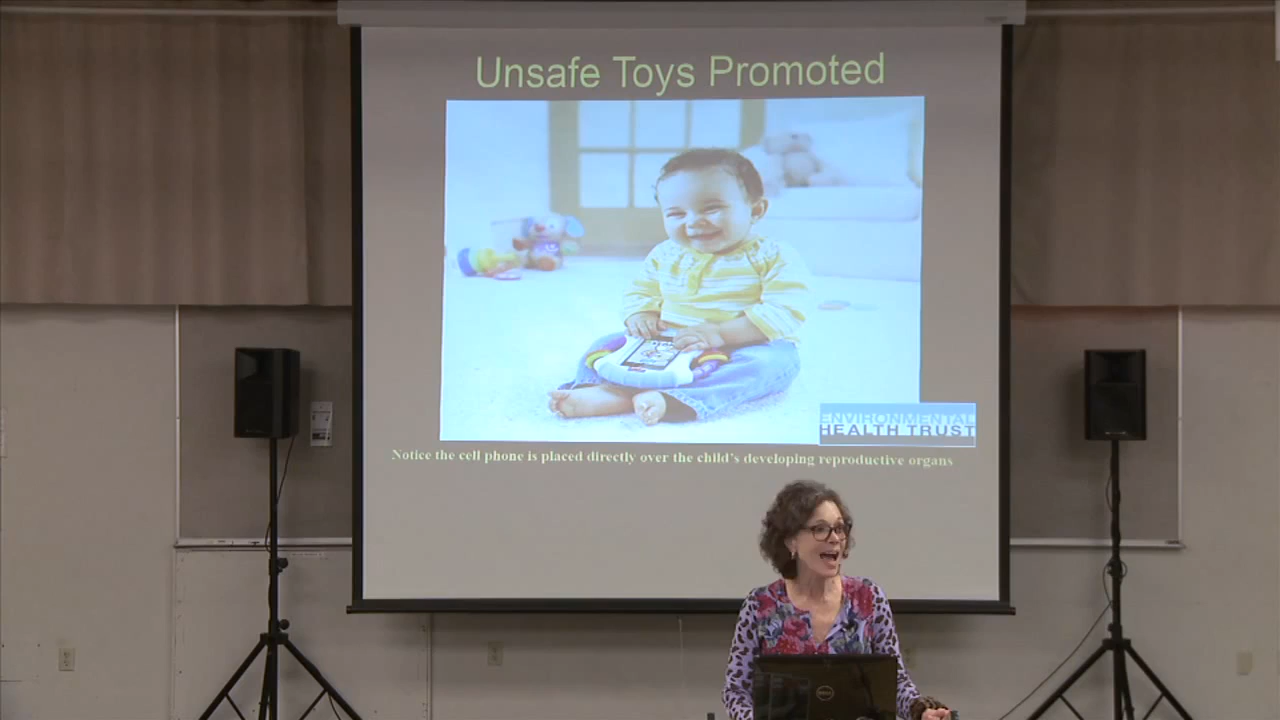 Unsafe Toys Promoted
ENVIRONMENTAL
HEALTH TRUST
Notice the cell phone is placed directly over the child's developing reproductive organs
DELL